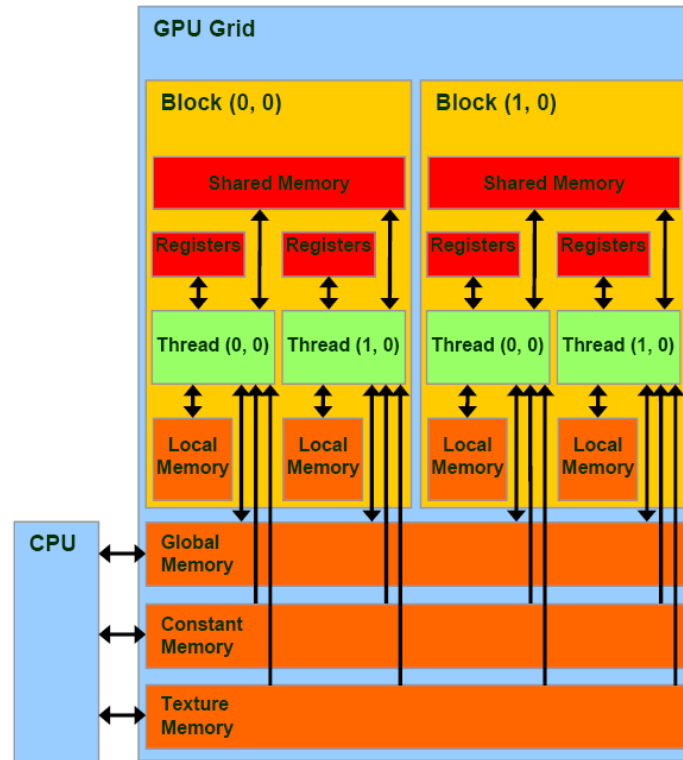 GPU Grid
Block (0, 0)
Shared Memory
Registers
Registers
Thread (0, 0)
Thread (1, 0)
Local
Memory
Local
Memory
Block (1, 0)
Shared Memory
Registers
Registers
Thread (0, 0)
Thread (1, 0)
Local
Memory
Local
Memory
CPU
Global
Memory
Constant
Memory
Texture
Memory